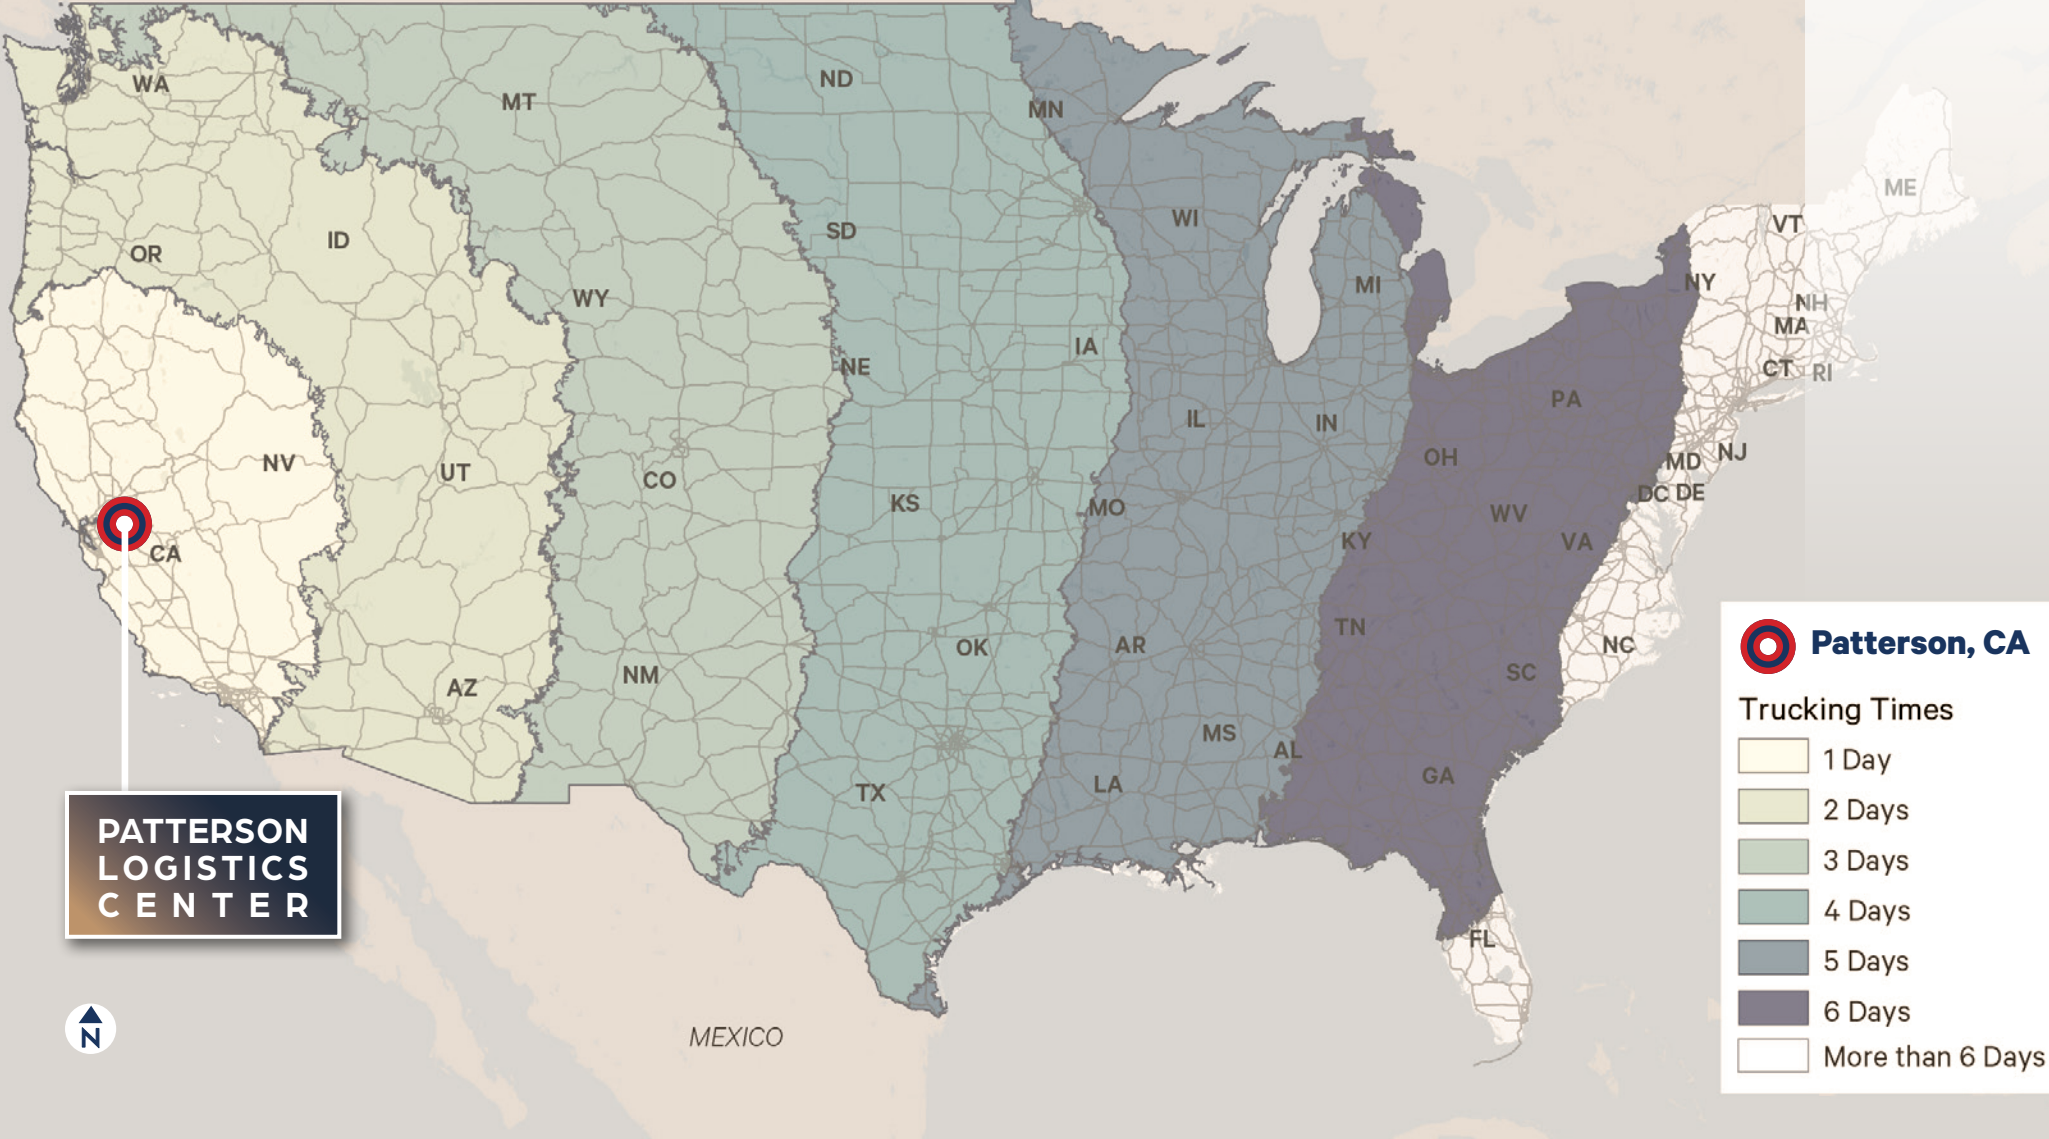 WA
MT
ND
MN
ME
OR
ID
SD
WI
VT
WY
MI
NY
NH
NE
IA
MA
CT
RI
NV
UT
CO
KS
MO
IL
IN
OH
PA
MD
NJ
DC
DE
CA
KY
WV
VA
AZ
NM
OK
AR
TN
SC
NC
TX
LA
MS
AL
GA
FL
MEXICO
PATTERSON
LOGISTICS
CENTER
N
Patterson, CA
Trucking Times
1 Day
2 Days
3 Days
4 Days
5 Days
6 Days
More than 6 Days